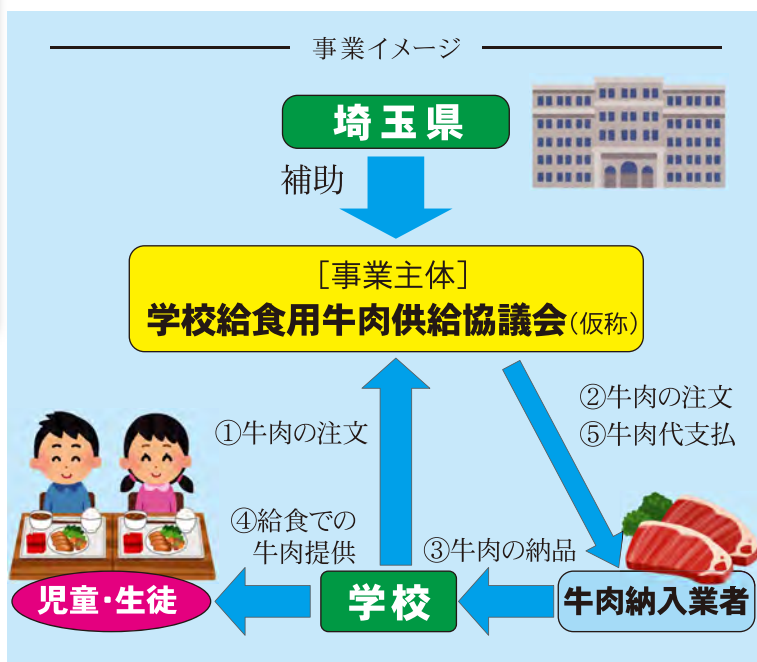 事業イメージ
埼玉県
補助
[事業主体]
学校給食用牛肉供給協議会(仮称)
①牛肉の注文
②牛肉の注文
⑤牛肉代支払
④給食での
牛肉提供
③牛肉の納品
児童・生徒
学校
牛肉納入業者